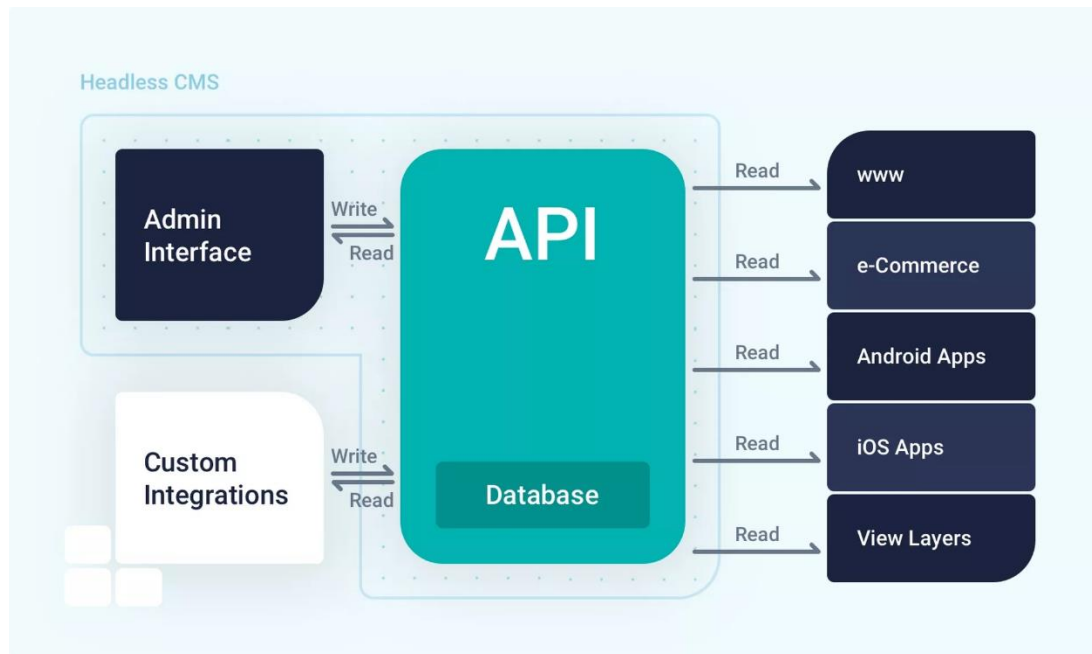 Headless CMS
Admin
Interface
Write
Read
API
Custom
Integrations
Write
Read
Database
Read
www
Read
e-Commerce
Read
Android Apps
Read
iOS Apps
Read
View Layers